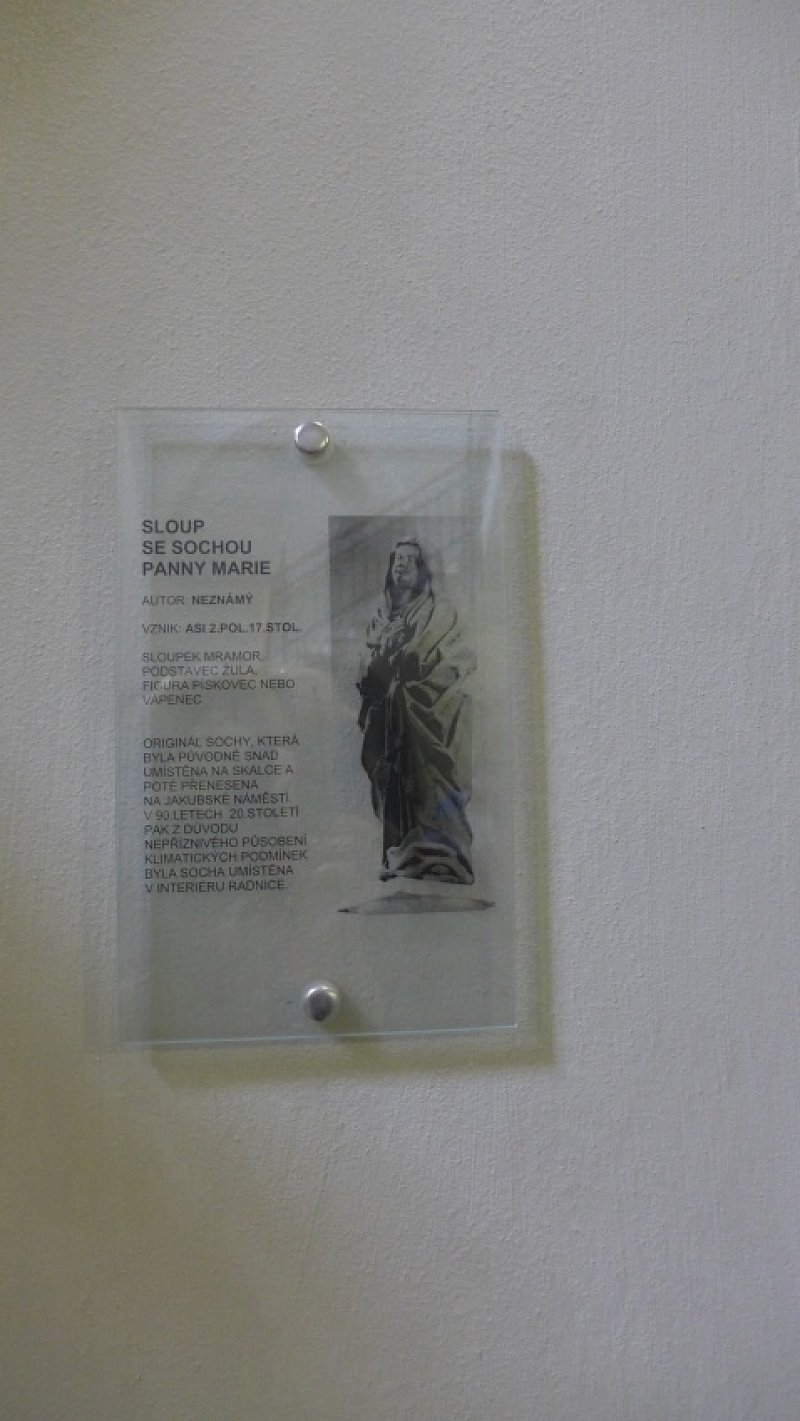 SLOUP
SE SOCHOU
PANNY MARIE
AUTOR: NEZNÁMÝ
VZNIK: ASI 2.POL.17.STOL.
SLOUPEK MRAMOR,
PODSTAVEC ŽULA,
FIGURA PÍSKOVEC NEBO
VÁPENEC
ORIGINÁL SOCHY, KTERÁ
BYLA PŮVODNĚ SNAD
UMÍSTĚNA NA SKALCE A
POTÉ PŘENESENA
NA JAKUBSKÉ NÁMĚSTÍ.
V 90.LETECH 20.STOLETÍ
PAK Z DŮVODU
NEPŘÍZNIVÉHO PŮSOBENÍ
KLIMATICKÝCH PODMÍNEK
BYLA SOCHA UMÍSTĚNA
V INTERIÉRU RADNICE.